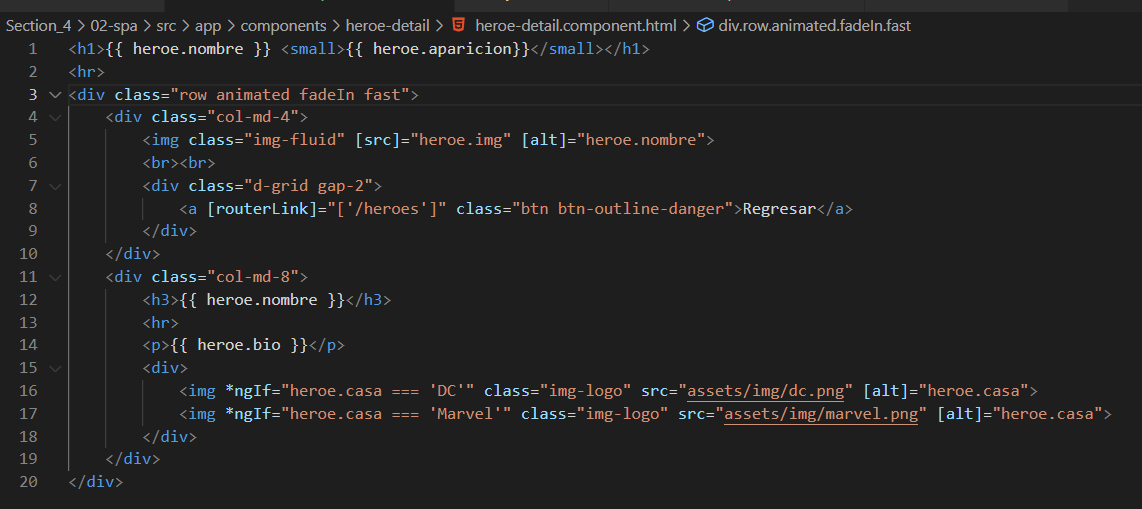 Section_4 > 02-spa > src > app > components > heroe-detail > heroe-detail.component.html > div.row.animated.fadeIn.fast
1 <h1>{{ heroe.nombre }} <small>{{ heroe.aparicion}}</small></h1>
2 <hr>
3 <div class="row animated fadeIn fast">
4     <div class="col-md-4">
5         <img class="img-fluid" [src]="heroe.img" [alt]="heroe.nombre">
6         <br><br>
7         <div class="d-grid gap-2">
8             <a [routerLink]="['/heroes']" class="btn btn-outline-danger">Regresar</a>
9         </div>
10     </div>
11     <div class="col-md-8">
12         <h3>{{ heroe.nombre }}</h3>
13         <hr>
14         <p>{{ heroe.bio }}</p>
15         <div>
16             <img *ngIf="heroe.casa === 'DC'" class="img-logo" src="assets/img/dc.png" [alt]="heroe.casa">
17             <img *ngIf="heroe.casa === 'Marvel'" class="img-logo" src="assets/img/marvel.png" [alt]="heroe.casa">
18         </div>
19     </div>
20 </div>